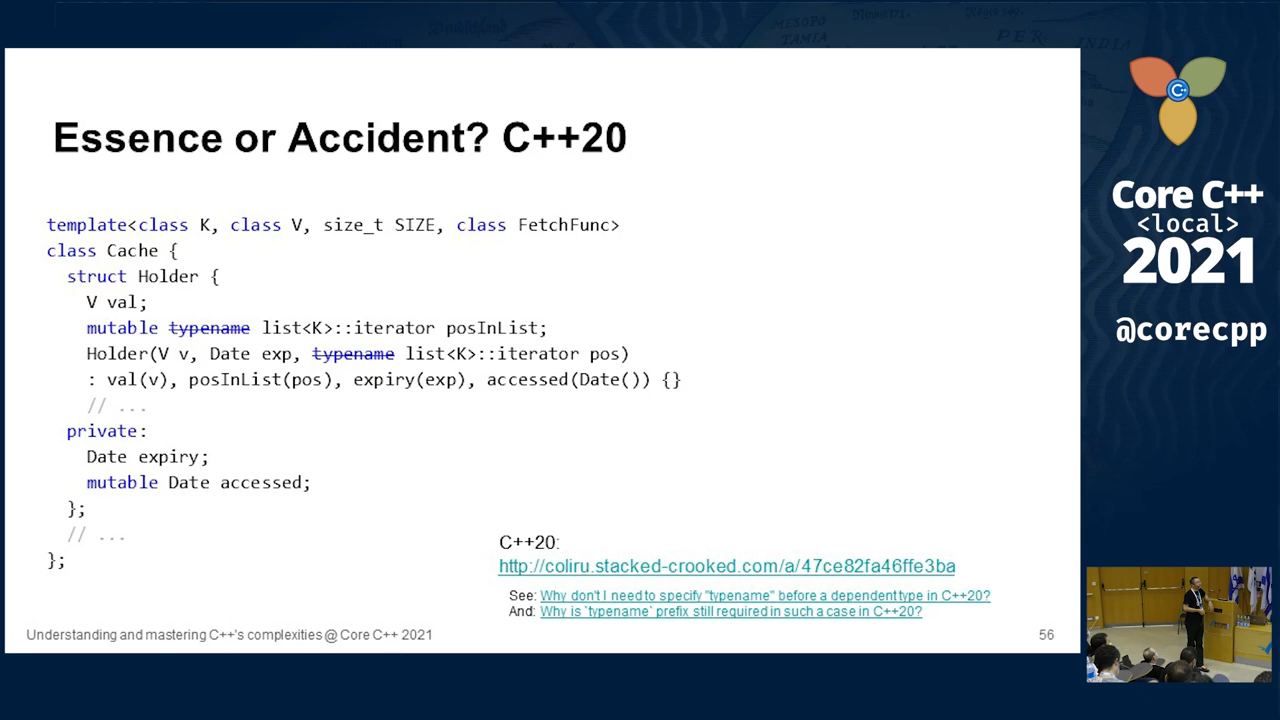 MESOPO
TAMIA
PER
INDIA
Essence or Accident? C++20
template<class K, class V, size_t SIZE, class FetchFunc>
class Cache {
struct Holder {
V val;
mutable typename list<K>::iterator posInList;
Holder(V v, Date exp, typename list<K>::iterator pos)
: val(v), posInList(pos), expiry(exp), accessed(Date()) {}
// ...
private:
Date expiry;
mutable Date accessed;
};
// ...
};
C++20:
http://coliru.stacked-crooked.com/a/47ce82fa46ffe3ba
See: Why don't I need to specify "typename" before a dependent type in C++20?
And: Why is `typename` prefix still required in such a case in C++20?
Understanding and mastering C++'s complexities @ Core C++ 2021
56
C++
Core C++
<local>
2021
@corecpp